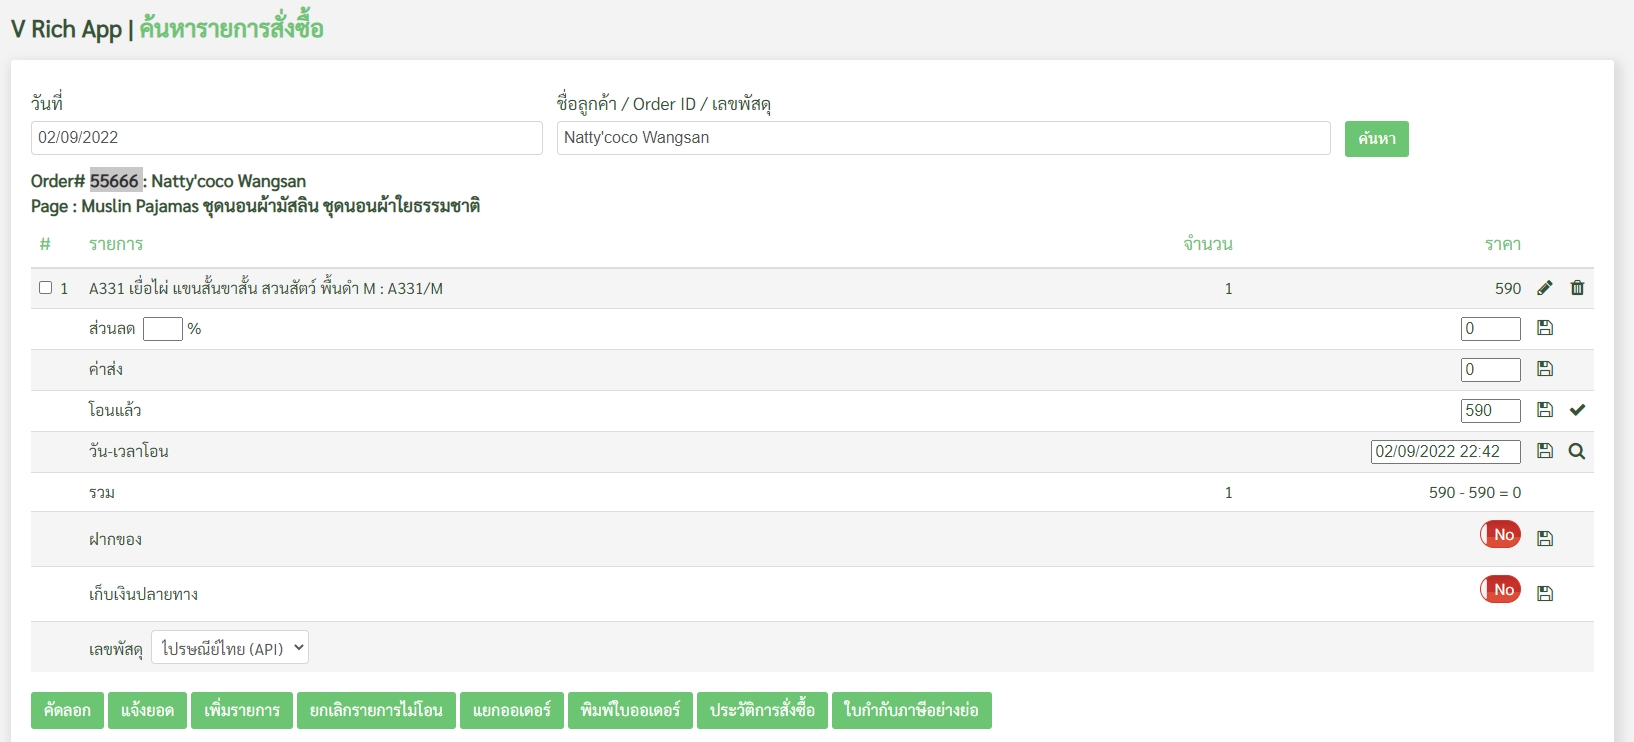 V Rich App | ค้นหารายการสั่งซื้อ
วันที่ ชื่อลูกค้า / Order ID / เลขพัสดุ
02/09/2022 Natty'coco Wangsan ค้นหา
Order# 55666 : Natty'coco Wangsan
Page : Muslin Pajamas ชุดนอนผ้ามัสลิน ชุดนอนผ้าใยธรรมชาติ
# รายการ จำนวน ราคา
1 A331 เยื่อไผ่ แขนสั้นขาสั้น สวนสัตว์ พื้นดำ M : A331/M 1 590
ส่วนลด % 0
ค่าส่ง 0
โอนแล้ว 590
วัน-เวลาโอน 02/09/2022 22:42
รวม 1 590 - 590 = 0
ฝากของ No
เก็บเงินปลายทาง No
เลขพัสดุ ไปรษณีย์ไทย (API)
คัดลอก แจ้งยอด เพิ่มรายการ ยกเลิกรายการไม่โอน แยกออเดอร์ พิมพ์ใบออเดอร์ ประวัติการสั่งซื้อ ใบกำกับภาษีอย่างย่อ